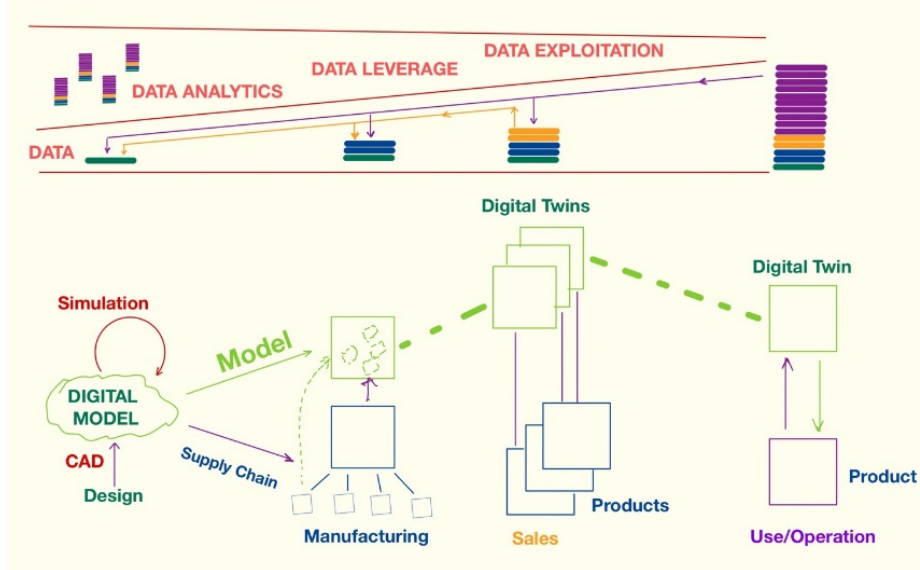 DATA EXPLOITATION
DATA LEVERAGE
DATA ANALYTICS
DATA
Digital Twins
Digital Twin
Simulation
Model
DIGITAL
MODEL
CAD
Supply Chain
Design
Product
Products
Manufacturing
Sales
Use/Operation